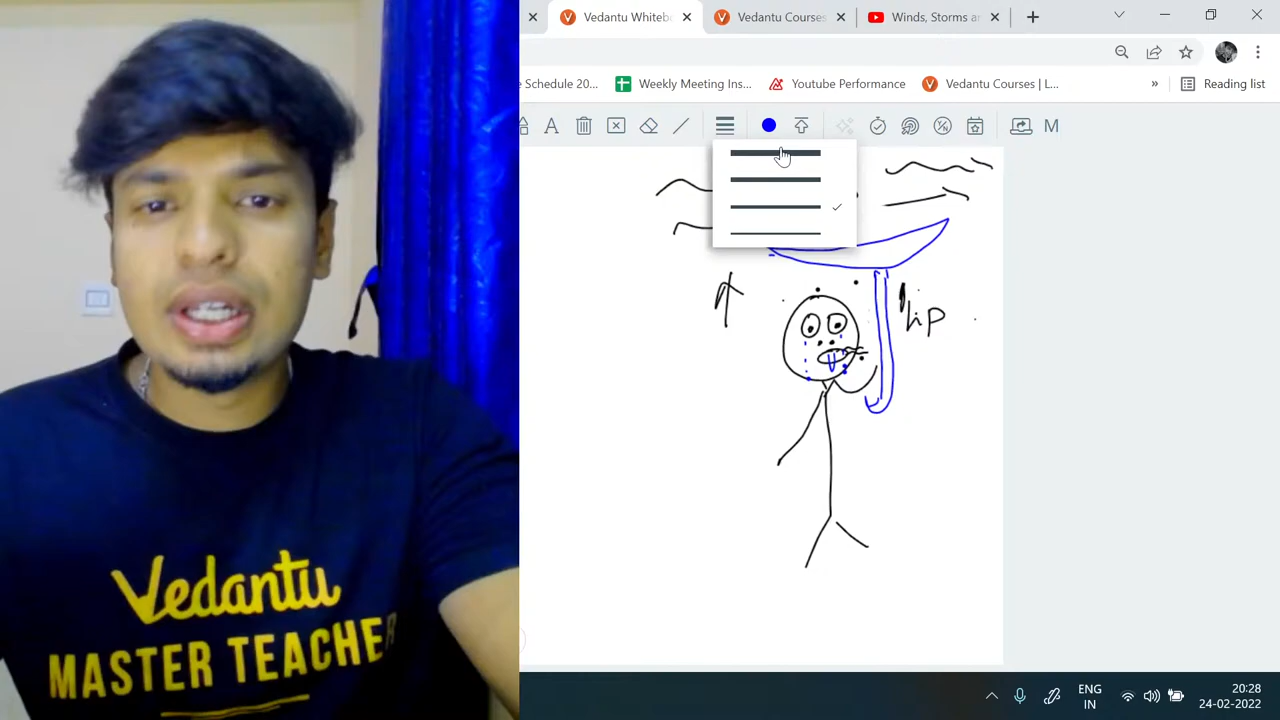 Vedantu Whiteb
Vedantu Courses
Winds, Storms a
e Schedule 20...
Weekly Meeting Ins...
Youtube Performance
Vedantu Courses | L...
»
Reading list
A
M
Vedantu
MASTER TEACHER
ENG
IN
20:28
24-02-2022